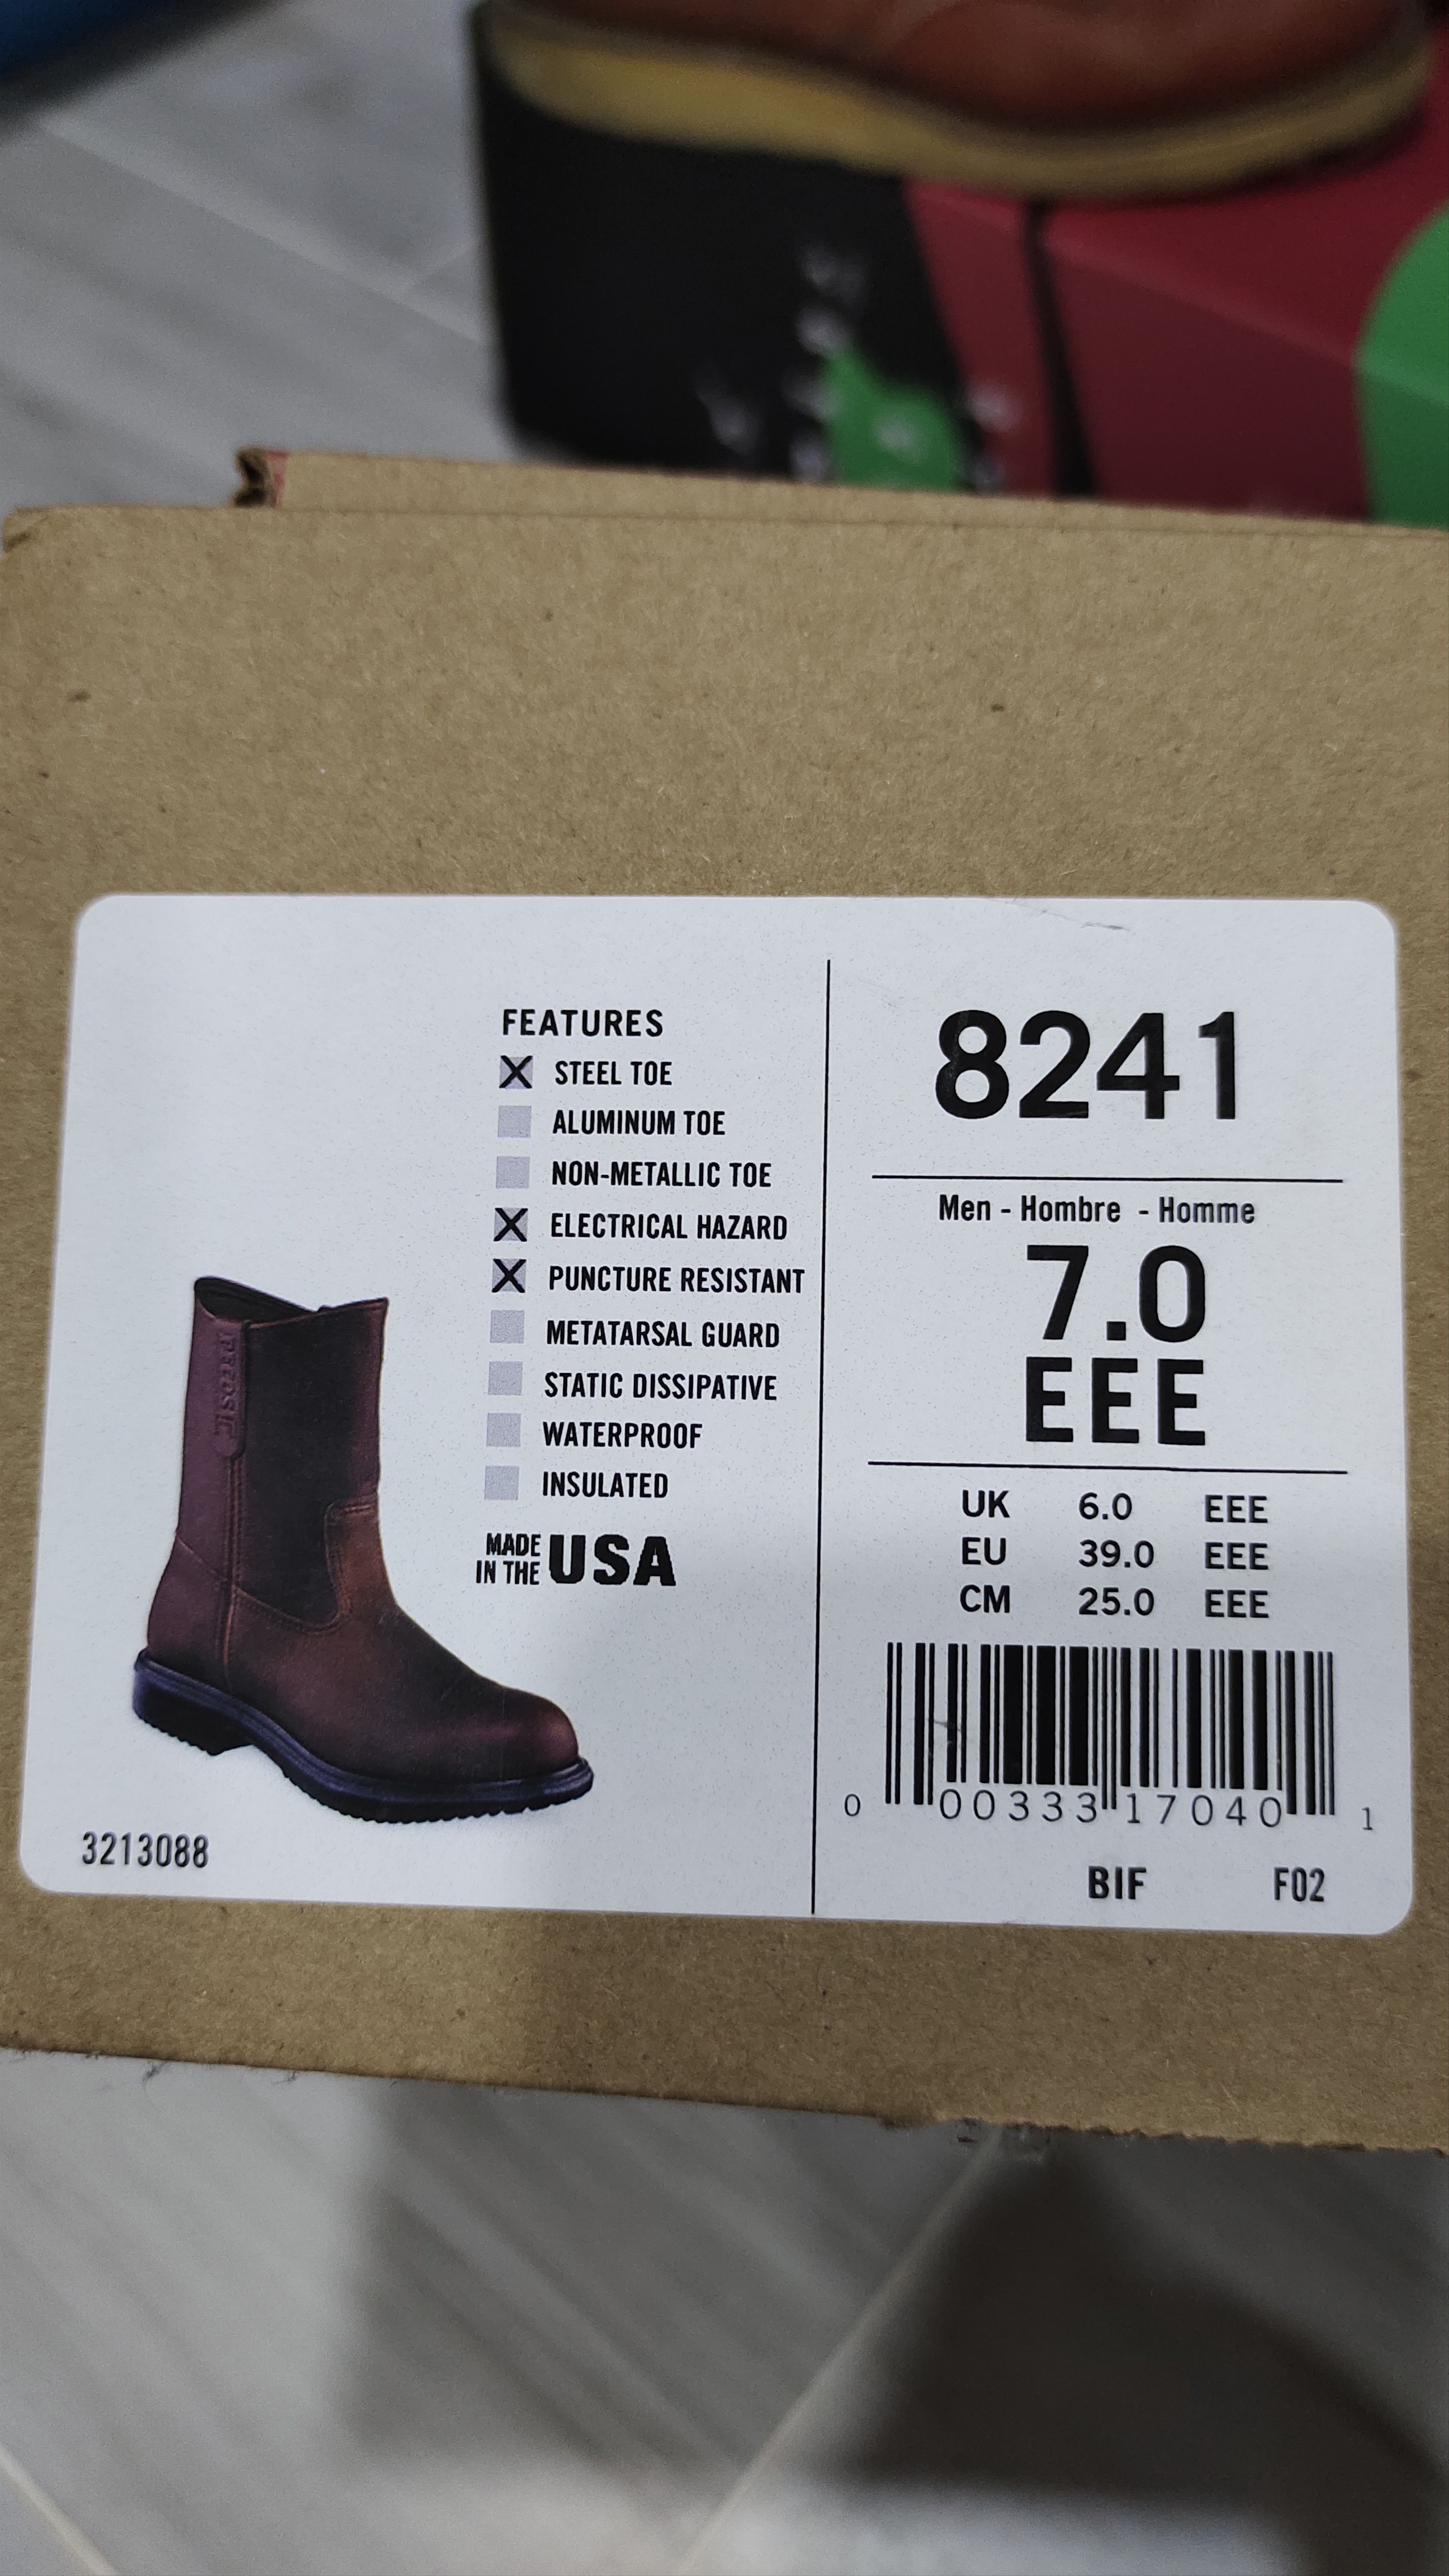 FEATURES
X STEEL TOE
ALUMINUM TOE
NON-METALLIC TOE
X ELECTRICAL HAZARD
X PUNCTURE RESISTANT
METATARSAL GUARD
STATIC DISSIPATIVE
WATERPROOF
INSULATED
MADE
IN THE USA
PECOS
3213088
8241
Men - Hombre - Homme
7.0
EEE
UK 6.0 EEE
EU 39.0 EEE
CM 25.0 EEE
0 00333 17040 1
BIF F02